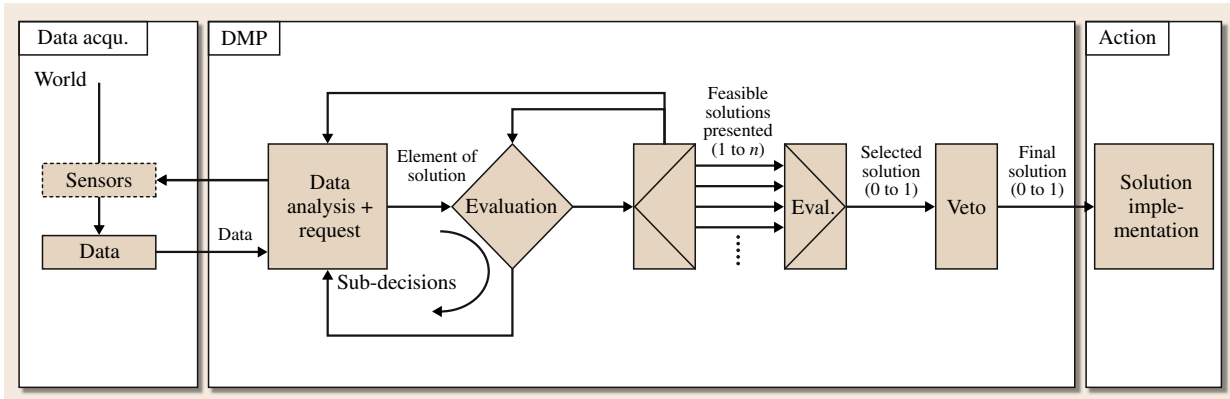 Data acqu.
World
Sensors
Data
Data
DMP
Data
analysis +
request
Element of
solution
Evaluation
Sub-decisions
Feasible
solutions
presented
(1 to n)
Eval.
Selected
solution
(0 to 1)
Veto
Final
solution
(0 to 1)
Action
Solution
imple-
mentation